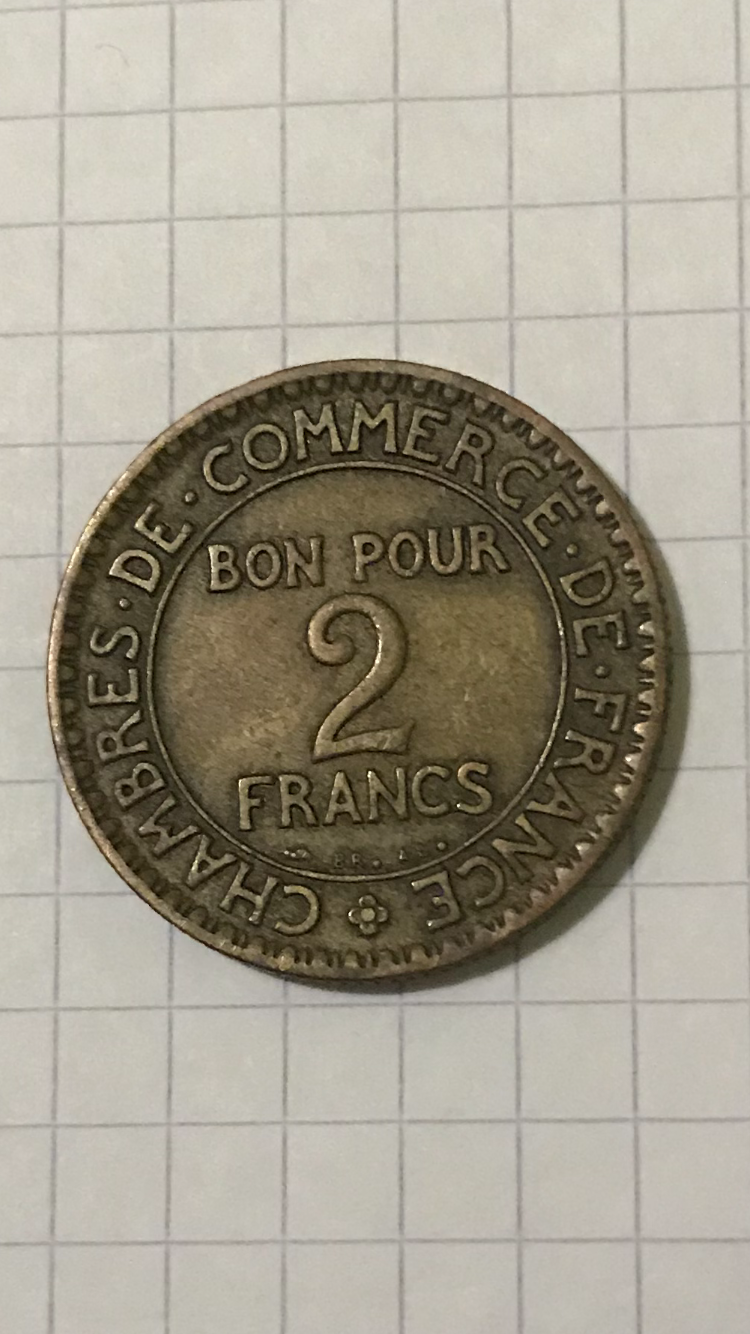 CHAMBRES · DE · COMMERCE · DE · FRANCE
BON POUR
2
FRANCS